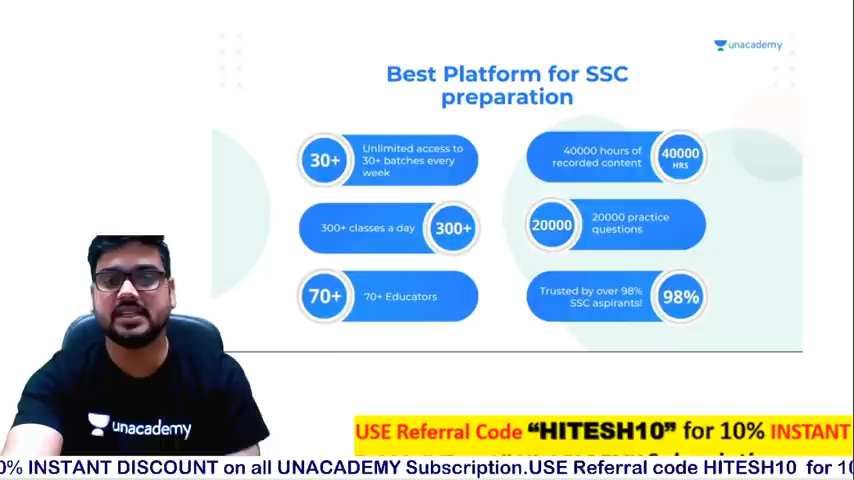 unacademy
Best Platform for SSC
preparation
30+
Unlimited access to
30+ batches every
week
40000 hours of
recorded content
40000
HRS
300+ classes a day
300+
20000
20000 practice
questions
70+
70+ Educators
Trusted by over 98%
SSC aspirants!
98%
unacademy
USE Referral Code “HITESH10” for 10% INSTANT
0% INSTANT DISCOUNT on all UNACADEMY Subscription.USE Referral code HITESH10 for 10